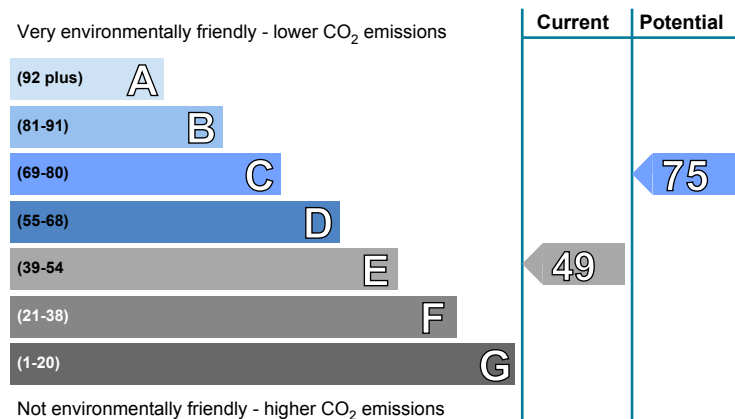 Very environmentally friendly - lower CO2 emissions
Current
Potential
(92 plus) A
(81-91) B
(69-80) C
75
(55-68) D
(39-54 E
49
(21-38) F
(1-20) G
Not environmentally friendly - higher CO2 emissions